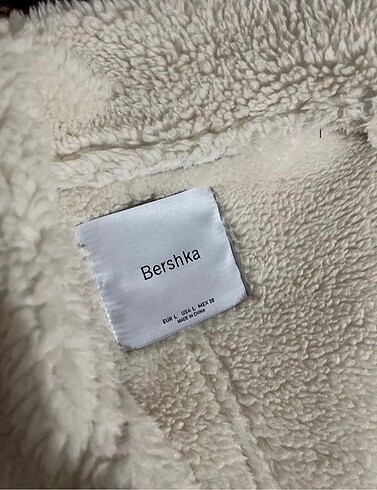 Bershka
EUR L USA L MEX 30
MADE IN CHINA